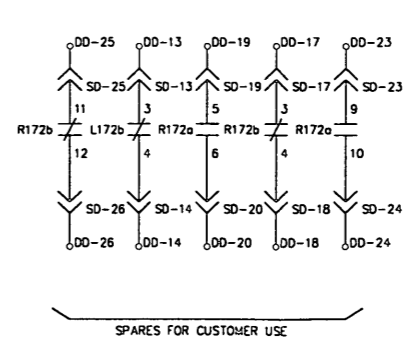 DD-25 DD-13 DD-19 DD-17 DD-23
SD-25 SD-13 SD-19 SD-17 SD-23
11 3 5 3 9
R172b L172b R172a R172b R172a
12 4 6 4 10
SD-26 SD-14 SD-20 SD-18 SD-24
DD-26 DD-14 DD-20 DD-18 DD-24
SPARES FOR CUSTOMER USE